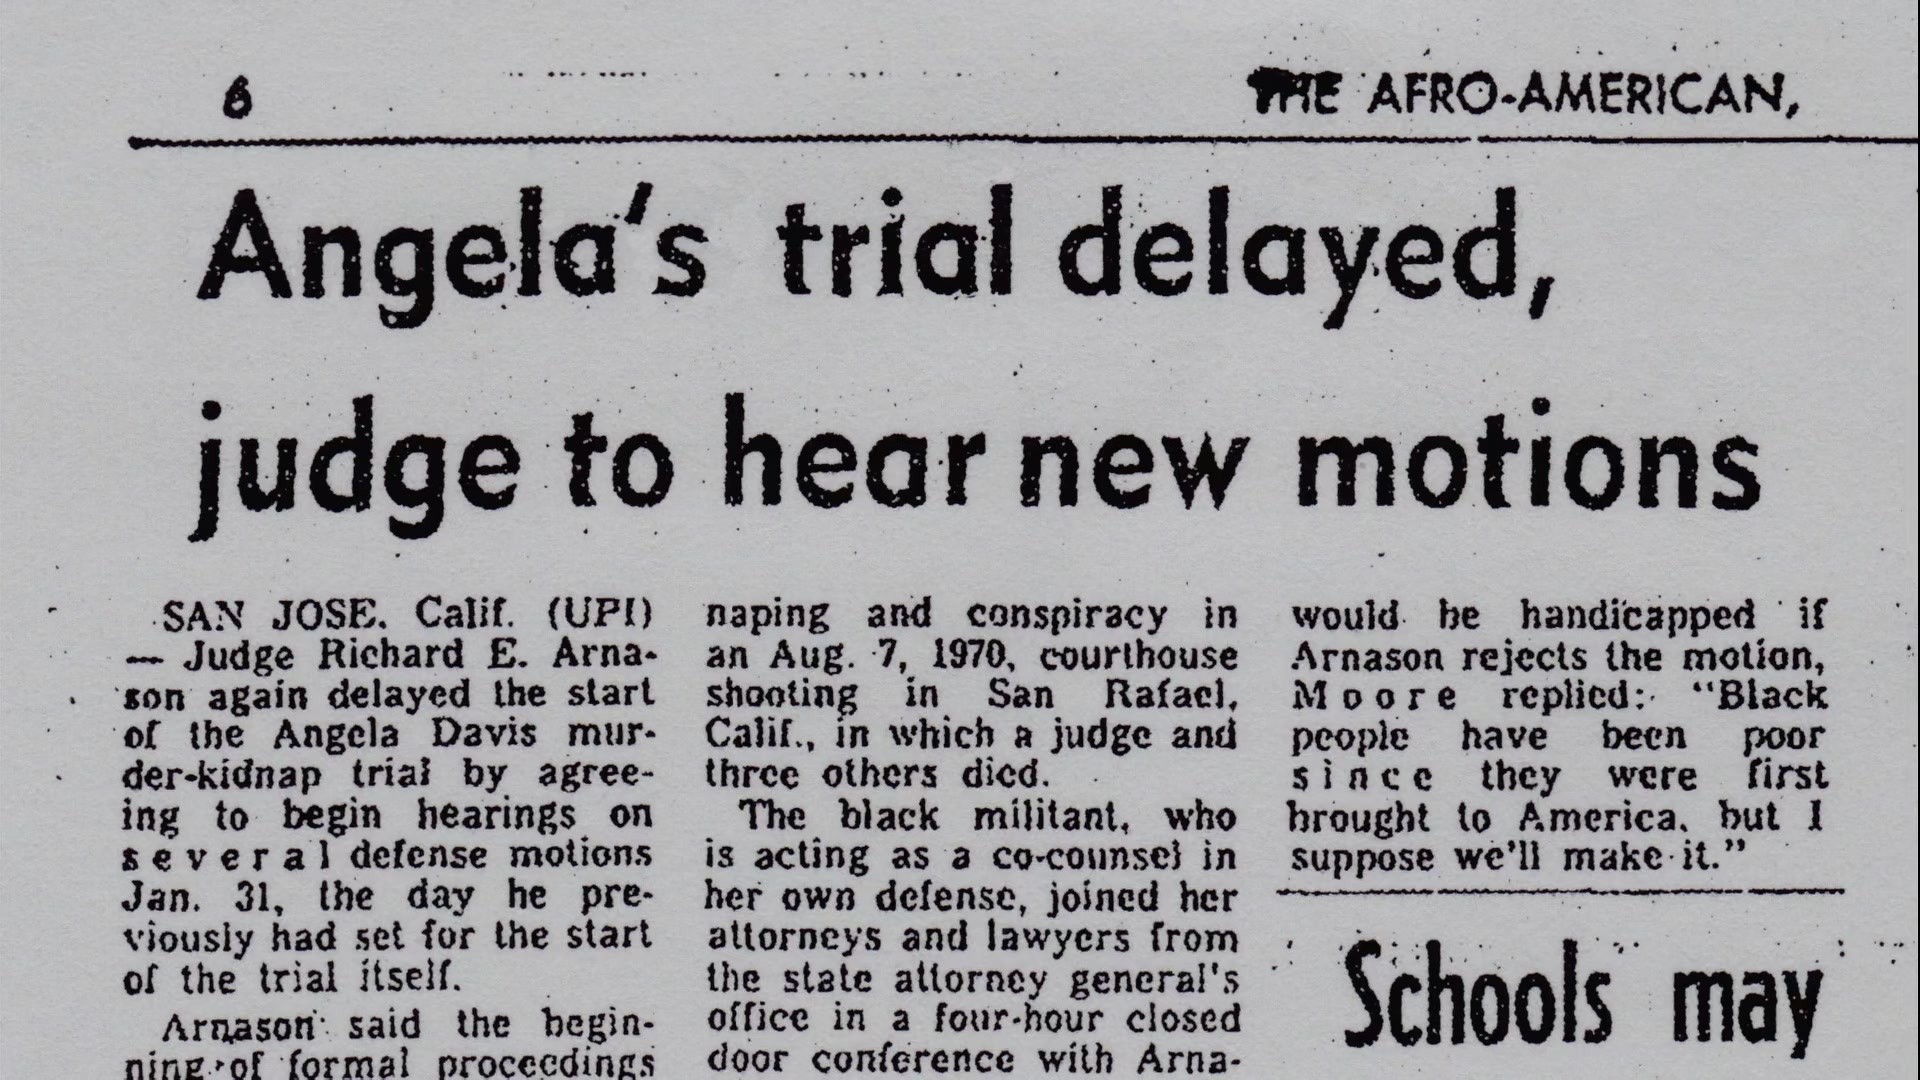 6
THE AFRO-AMERICAN,
Angela's trial delayed,
judge to hear new motions
SAN JOSE, Calif. (UPI)
— Judge Richard E. Arna-
son again delayed the start
of the Angela Davis mur-
der-kidnap trial by agree-
ing to begin hearings on
several defense motions
Jan. 31, the day he pre-
viously had set for the start
of the trial itself.
Arnason said the begin-
ning of formal proceedings
naping and conspiracy in
an Aug. 7, 1970, courthouse
shooting in San Rafael,
Calif., in which a judge and
three others died.
The black militant, who
is acting as a co-counsel in
her own defense, joined her
attorneys and lawyers from
the state attorney general's
office in a four-hour closed
door conference with Arna-
would be handicapped if
Arnason rejects the motion,
Moore replied: "Black
people have been poor
since they were first
brought to America, but I
suppose we'll make it."
Schools may